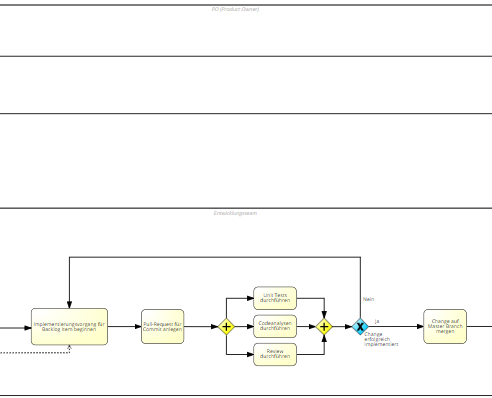 PO (Product Owner)
Entwicklungsteam
Nein
Unit Tests
durchführen
Implementierungsvorgang für
Backlog Item beginnen
Pull-Request für
Commit anlegen
Codeanalysen
durchführen
ja
Change auf
Master Branch
mergen
Change
erfolgreich
implementiert
Review
durchführen